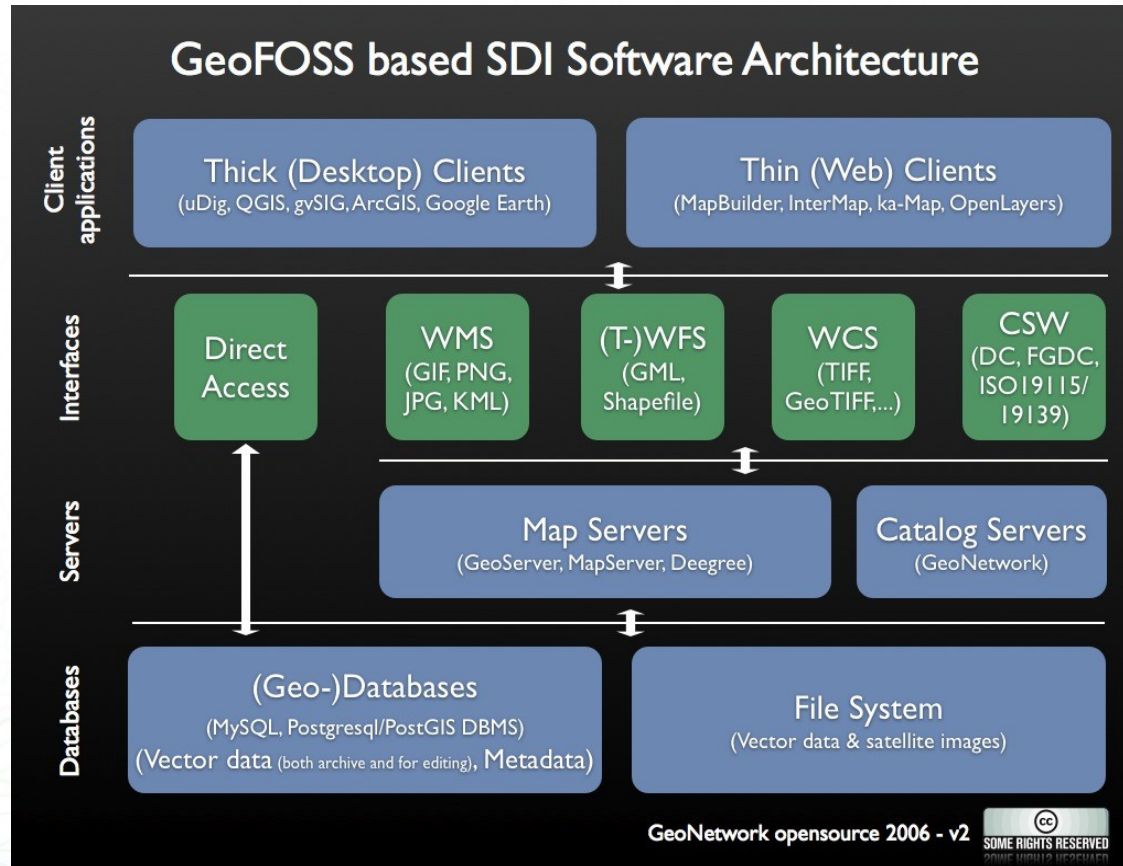 GeoFOSS based SDI Software Architecture
Client
applications
Thick (Desktop) Clients
(uDig, QGIS, gvSIG, ArcGIS, Google Earth)
Thin (Web) Clients
(MapBuilder, InterMap, ka-Map, OpenLayers)
Interfaces
Direct
Access
WMS
(GIF, PNG,
JPG, KML)
(T-)WFS
(GML,
Shapefile)
WCS
(TIFF,
GeoTIFF,...)
CSW
(DC, FGDC,
ISO19115/
19139)
Servers
Map Servers
(GeoServer, MapServer, Deegree)
Catalog Servers
(GeoNetwork)
Databases
(Geo-)Databases
(MySQL, Postgresql/PostGIS DBMS)
(Vector data (both archive and for editing), Metadata)
File System
(Vector data & satellite images)
GeoNetwork opensource 2006 - v2
cc
SOME RIGHTS RESERVED